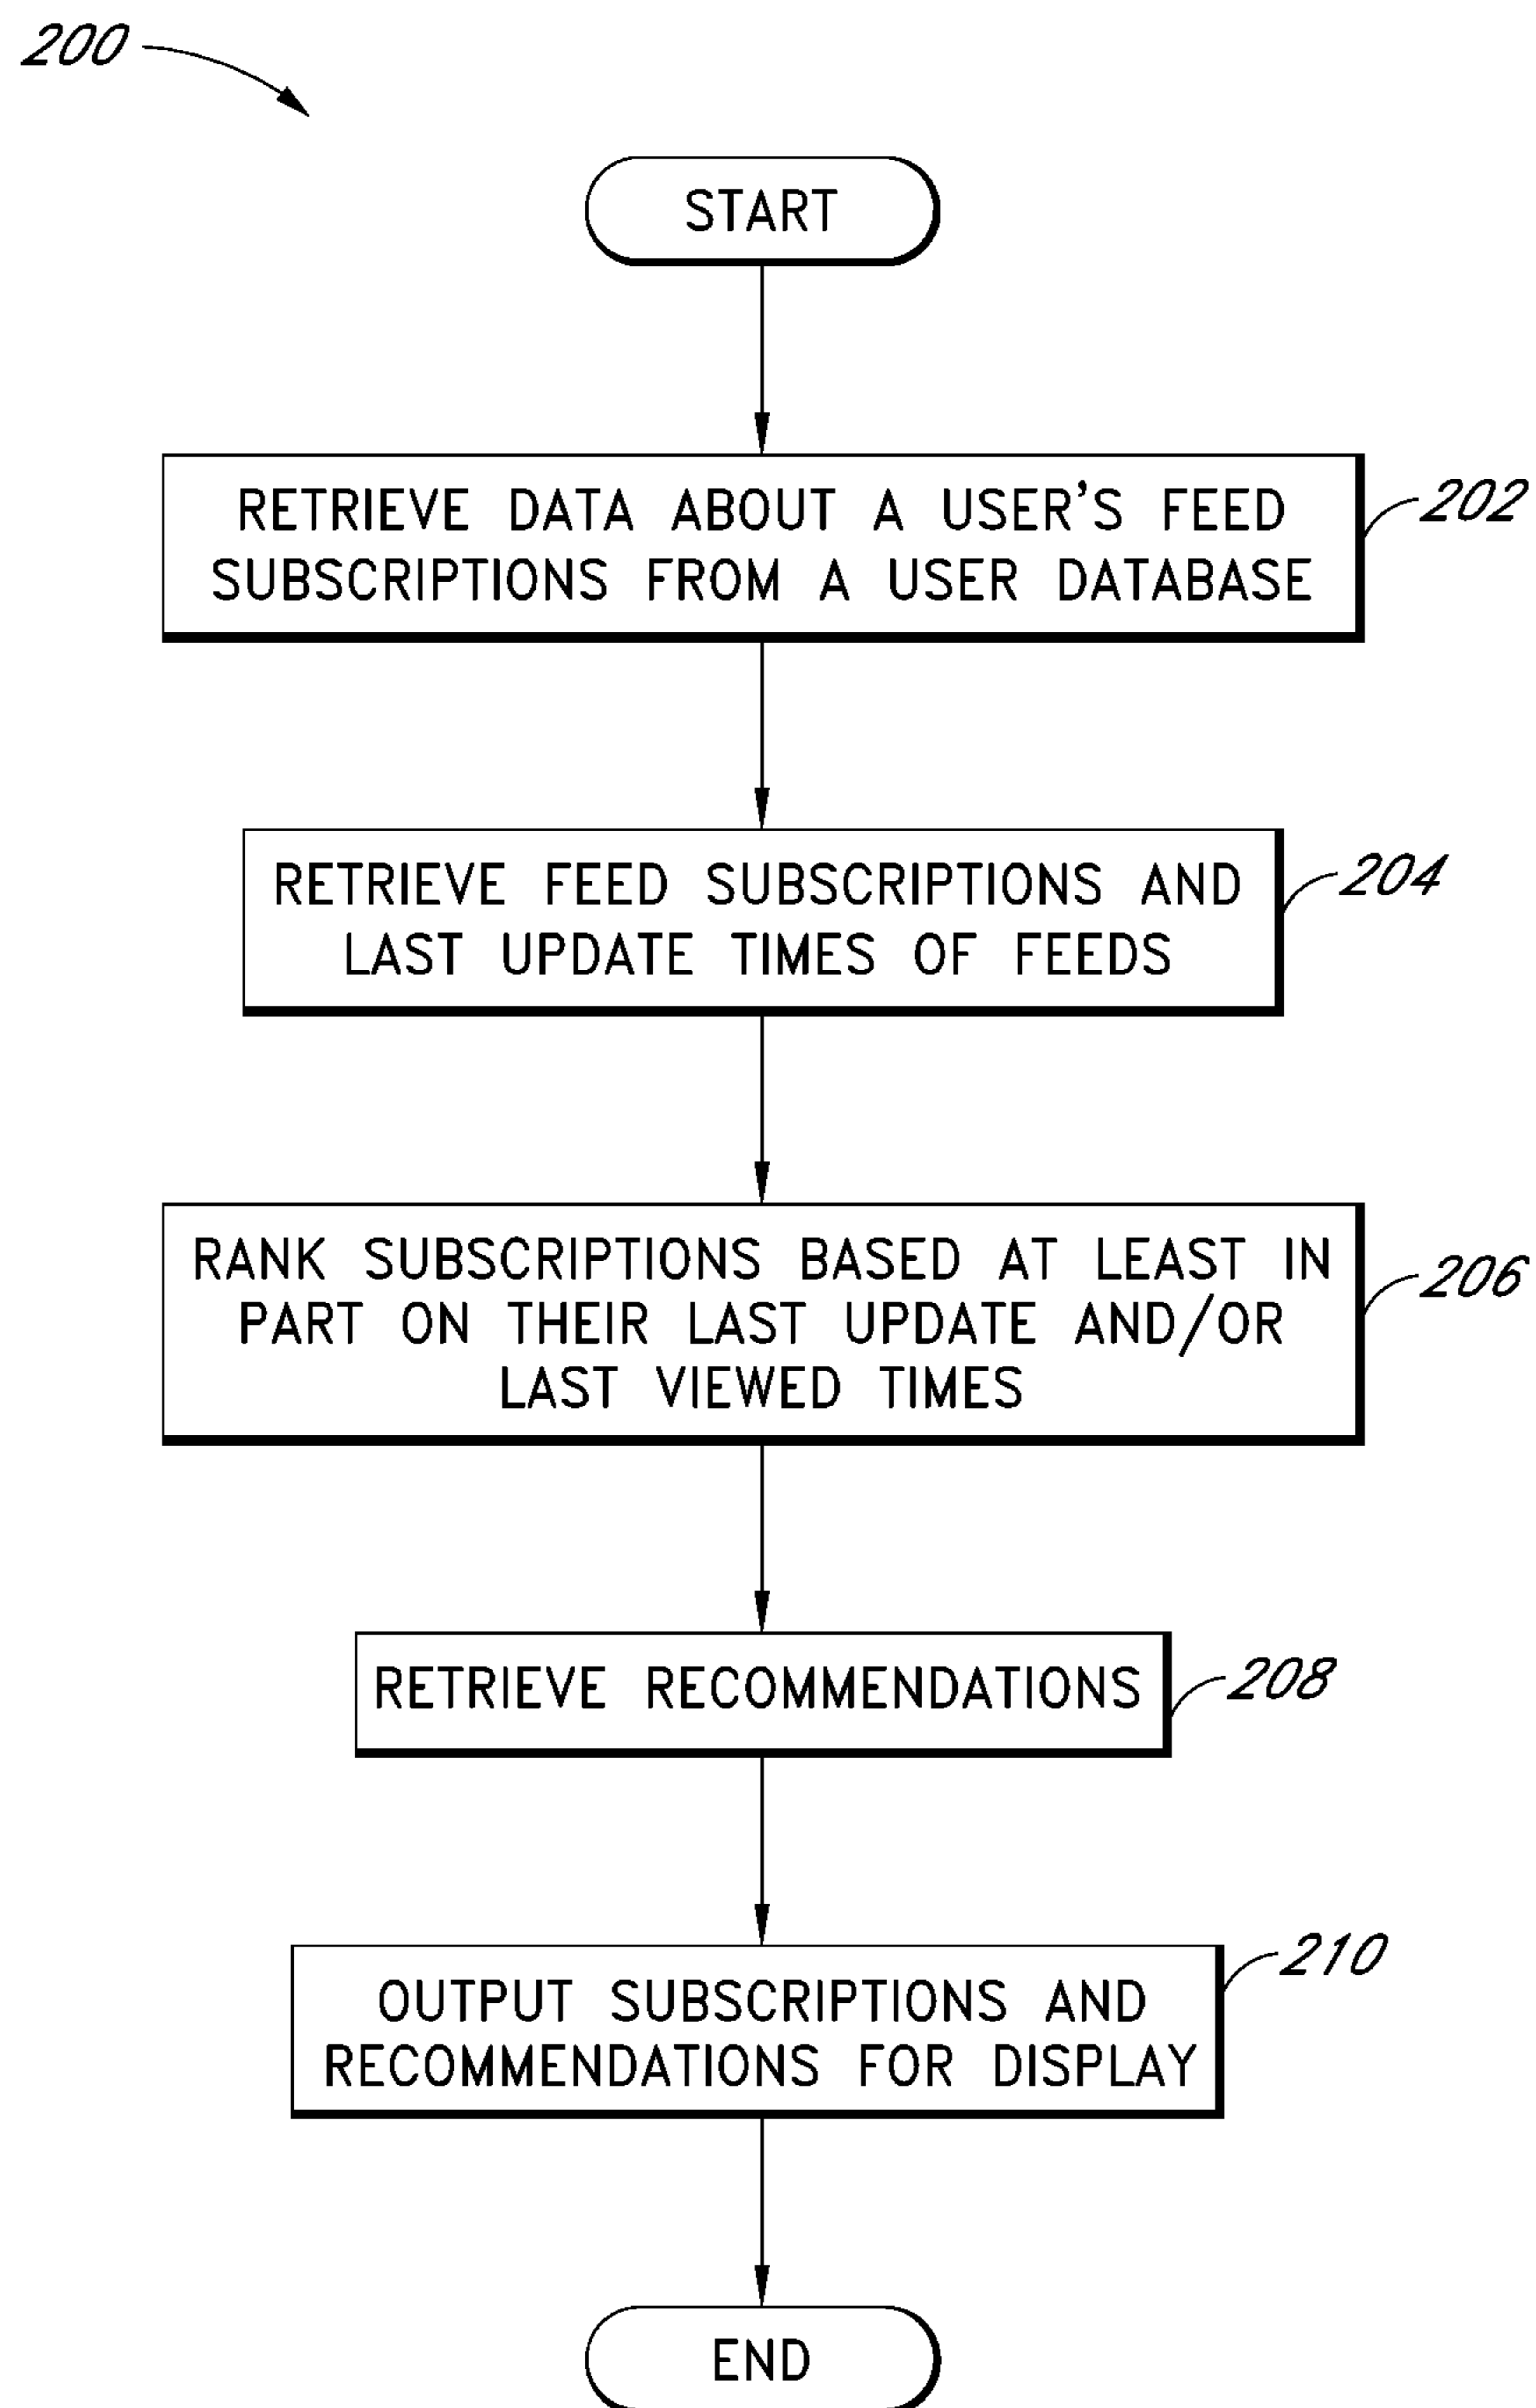 200
START
RETRIEVE DATA ABOUT A USER'S FEED
SUBSCRIPTIONS FROM A USER DATABASE
202
RETRIEVE FEED SUBSCRIPTIONS AND
LAST UPDATE TIMES OF FEEDS
204
RANK SUBSCRIPTIONS BASED AT LEAST IN
PART ON THEIR LAST UPDATE AND/OR
LAST VIEWED TIMES
206
RETRIEVE RECOMMENDATIONS
208
OUTPUT SUBSCRIPTIONS AND
RECOMMENDATIONS FOR DISPLAY
210
END